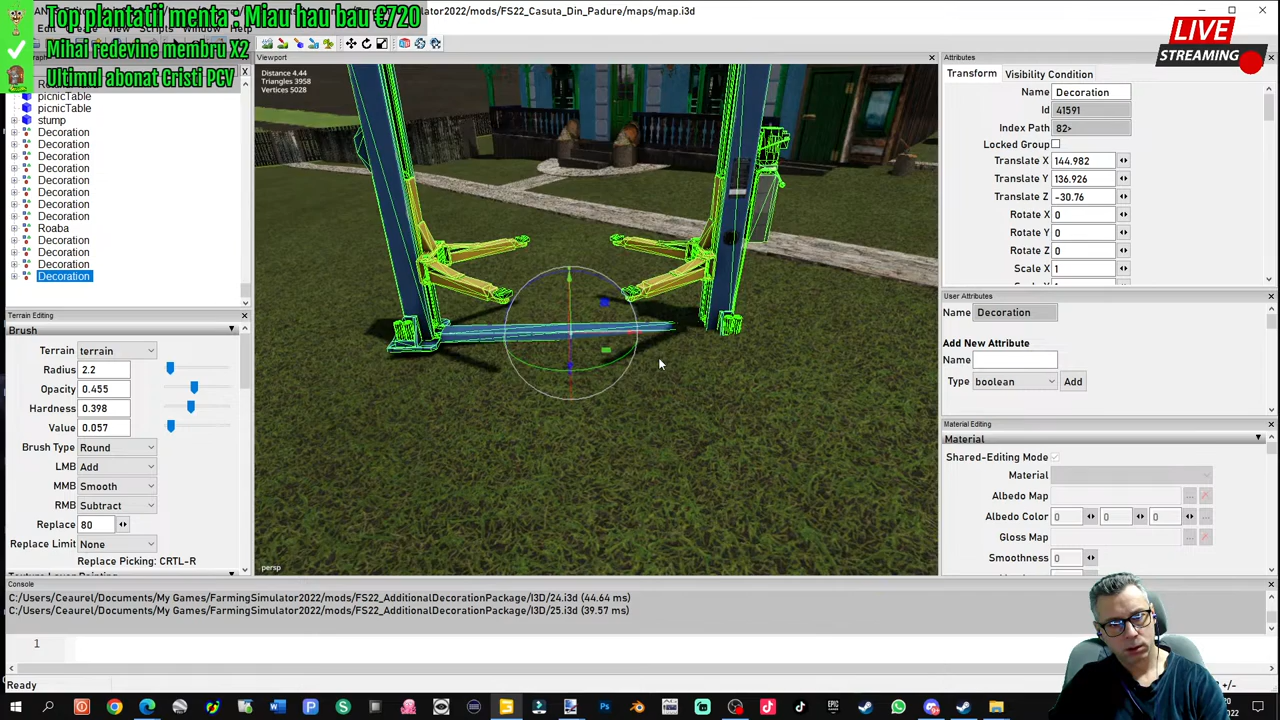 Top plantatii menta : Miau hau bau €720
Mihai redevine membru X2
Ultimul abonat Cristi PCV
LIVE
STREAMING
orator2022/mods/FS22_Casuta_Din_Padure/maps/map.i3d
Viewport
Distance 4.44
Triangles 3958
Vertices 5028
persp
picnicTable
picnicTable
stump
Decoration
Decoration
Decoration
Decoration
Decoration
Decoration
Decoration
Decoration
Roaba
Decoration
Decoration
Decoration
Decoration
Terrain Editing
Brush
Terrain terrain
Radius 2.2
Opacity 0.455
Hardness 0.398
Value 0.057
Brush Type Round
LMB Add
MMB Smooth
RMB Subtract
Replace 80
Replace Limit None
Replace Picking: CRTL-R
Attributes
Transform Visibility Condition
Name Decoration
Id 41591
Index Path 82>
Locked Group
Translate X 144.982
Translate Y 136.926
Translate Z -30.76
Rotate X 0
Rotate Y 0
Rotate Z 0
Scale X 1
User Attributes
Name Decoration
Add New Attribute
Name
Type boolean Add
Material Editing
Material
Shared-Editing Mode
Material
Albedo Map
Albedo Color 0 0 0
Gloss Map
Smoothness 0
Console
C:/Users/Ceaurel/Documents/My Games/FarmingSimulator2022/mods/FS22_AdditionalDecorationPackage/I3D/24.i3d (44.64 ms)
C:/Users/Ceaurel/Documents/My Games/FarmingSimulator2022/mods/FS22_AdditionalDecorationPackage/I3D/25.i3d (39.57 ms)
1
Ready